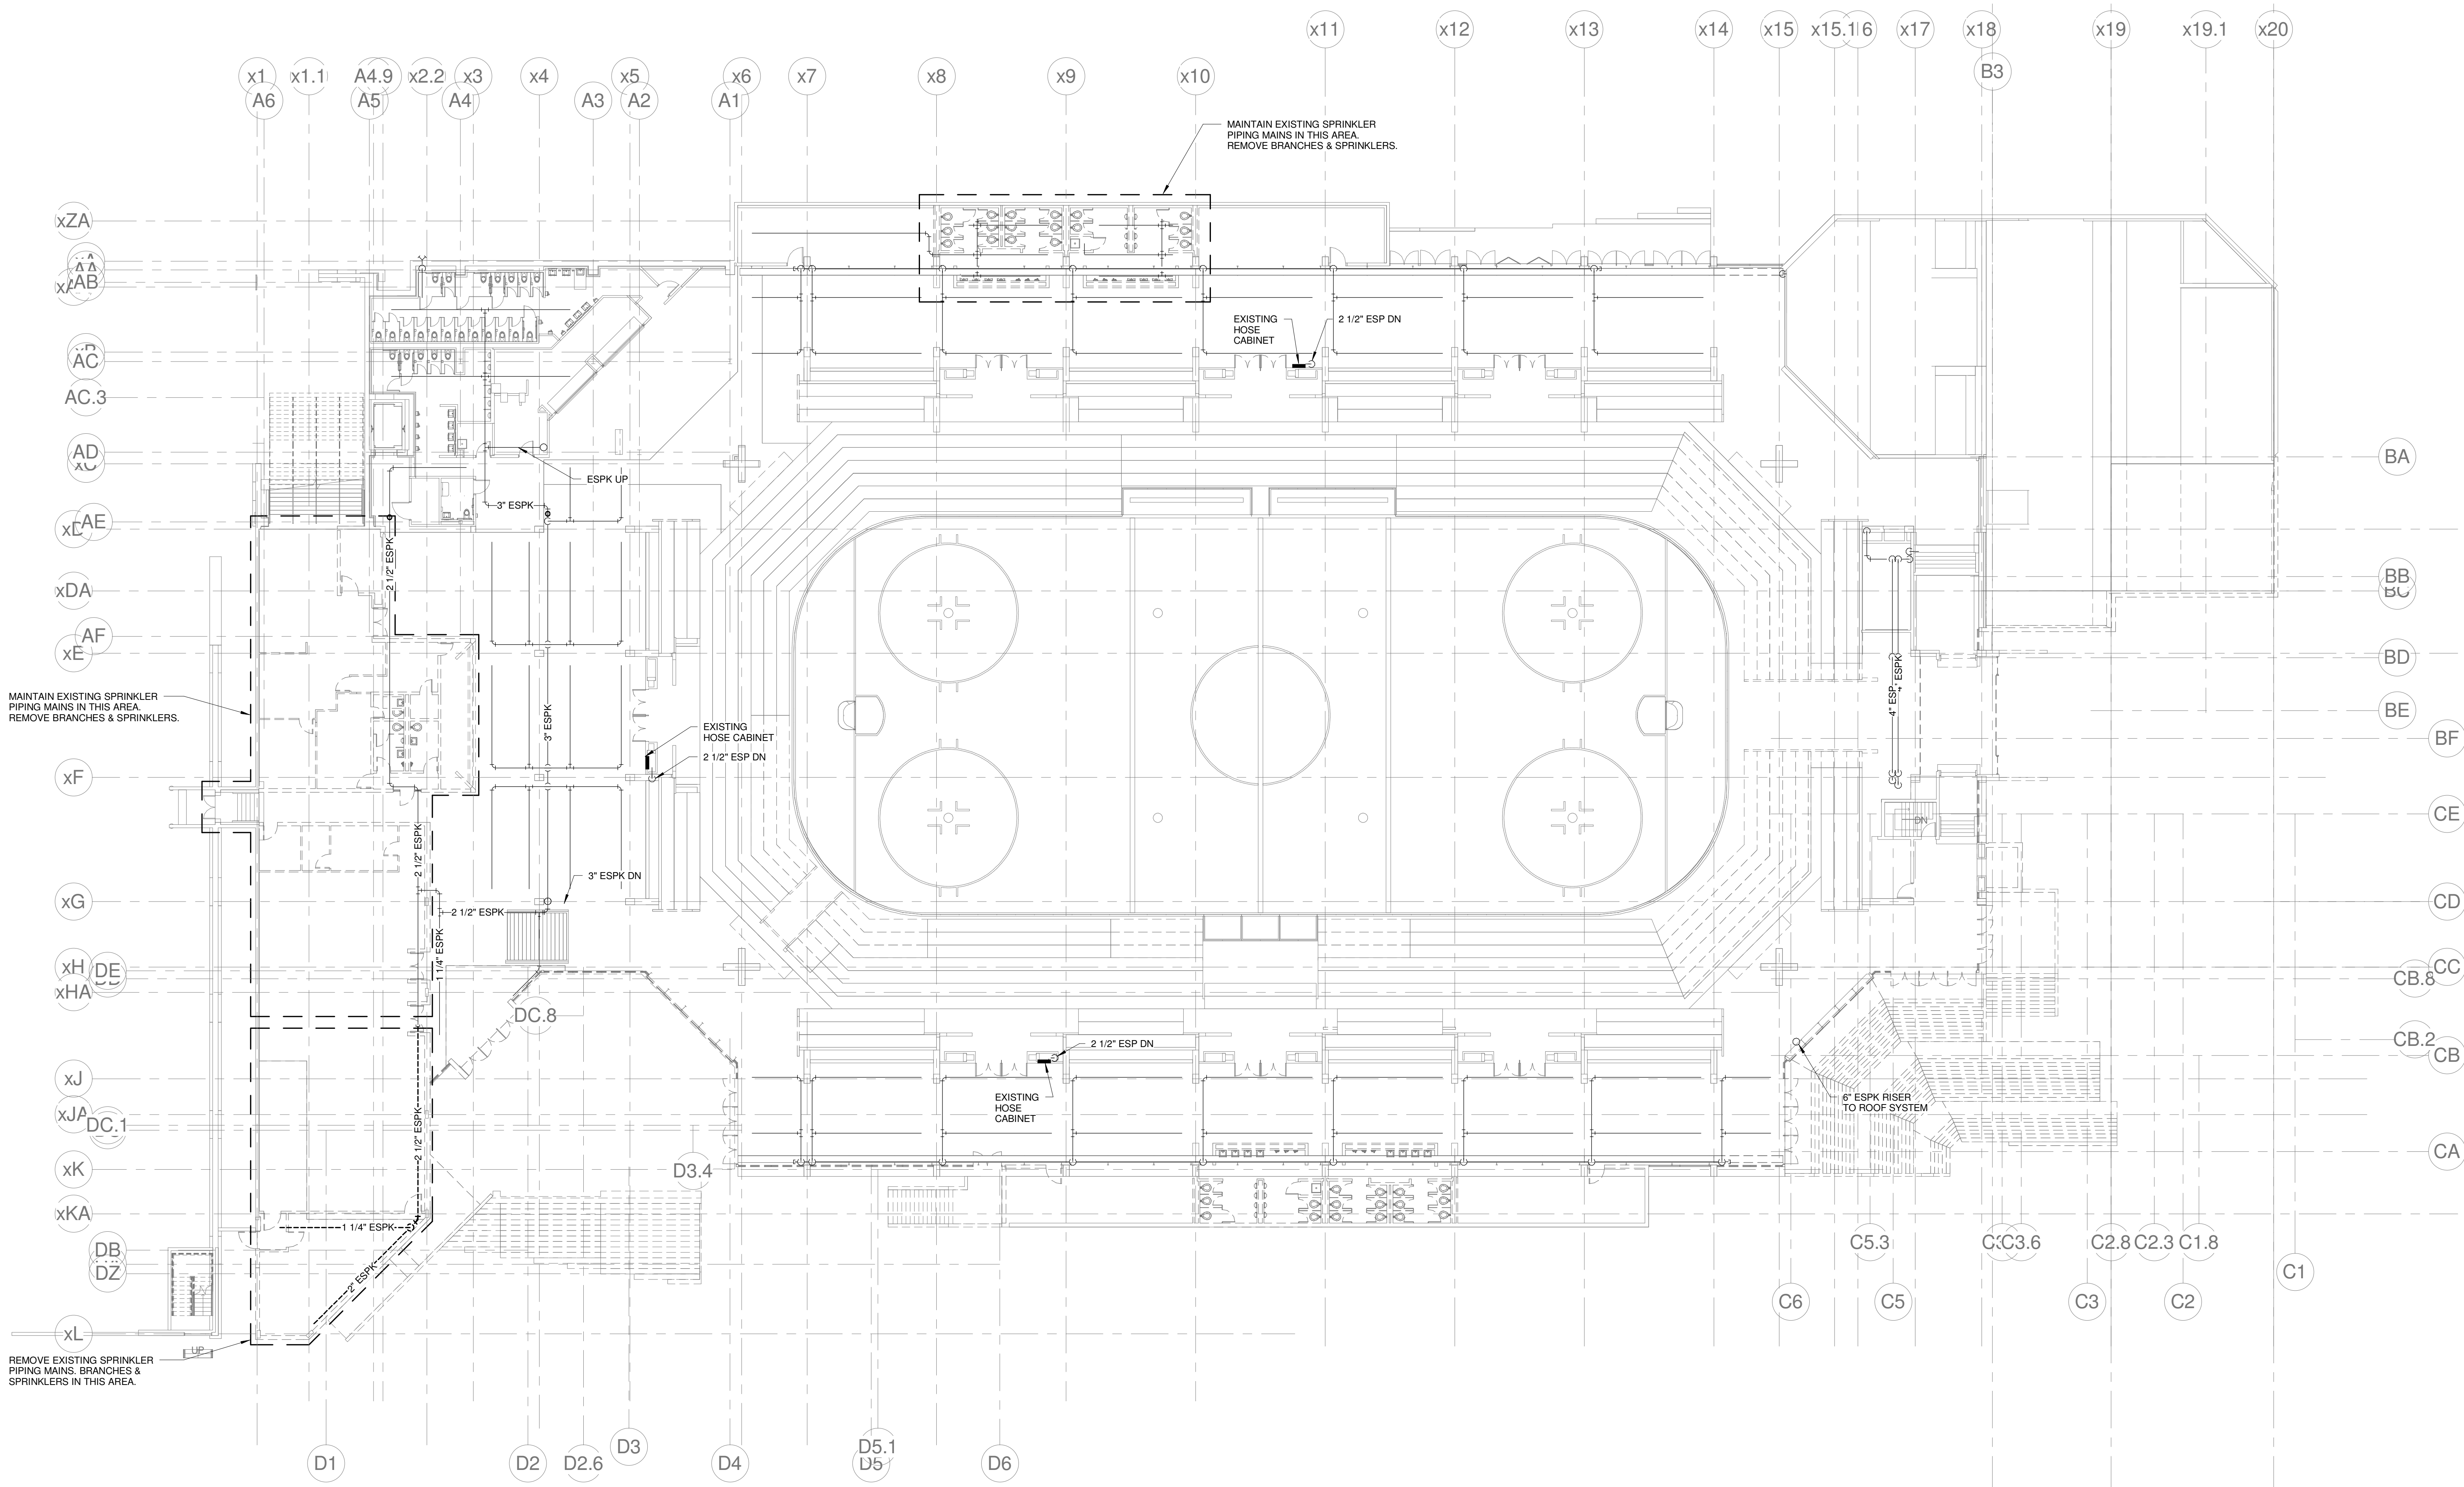 x11
x12
x13
x14
x15
x15.1
16
x17
x18
x19
x19.1
x20
B3
x1
x1.1
A4.9
x2.2
x3
x4
x5
x6
x7
x8
x9
x10
A6
A5
A4
A3
A2
A1
MAINTAIN EXISTING SPRINKLER
PIPING MAINS IN THIS AREA.
REMOVE BRANCHES & SPRINKLERS.
xZA
AA
AB
AC
AC.3
AD
xC
AE
xD
xDA
AF
xE
xF
xG
xH
DE
xHA
xJ
xJA
DC.1
xK
xKA
DB
DZ
xL
EXISTING
HOSE
CABINET
2 1/2" ESP DN
ESPK UP
3" ESPK
2 1/2" ESPK
3" ESPK
MAINTAIN EXISTING SPRINKLER
PIPING MAINS IN THIS AREA.
REMOVE BRANCHES & SPRINKLERS.
EXISTING
HOSE CABINET
2 1/2" ESP DN
2 1/2" ESPK
3" ESPK DN
2 1/2" ESPK
1 1/4" ESPK
DC.8
2 1/2" ESP DN
EXISTING
HOSE
CABINET
2 1/2" ESPK
1 1/4" ESPK
2" ESPK
D3.4
4" ESP
ESPK
DN
6" ESPK RISER
TO ROOF SYSTEM
BA
BB
BC
BD
BE
BF
CE
CD
CC
CB.8
CB.2
CB
CA
C5.3
C3.6
C2.8
C2.3
C1.8
C1
C6
C5
C3
C2
UP
REMOVE EXISTING SPRINKLER
PIPING MAINS. BRANCHES &
SPRINKLERS IN THIS AREA.
D1
D2
D2.6
D3
D4
D5.1
D5
D6